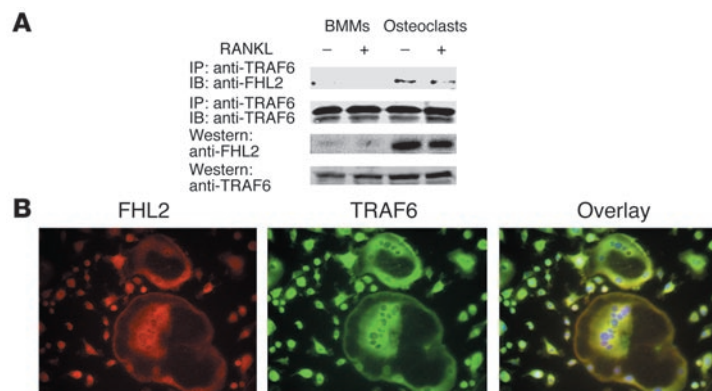 A
BMMs Osteoclasts
RANKL – + – +
IP: anti-TRAF6
IB: anti-FHL2
IP: anti-TRAF6
IB: anti-TRAF6
Western:
anti-FHL2
Western:
anti-TRAF6
B
FHL2 TRAF6 Overlay